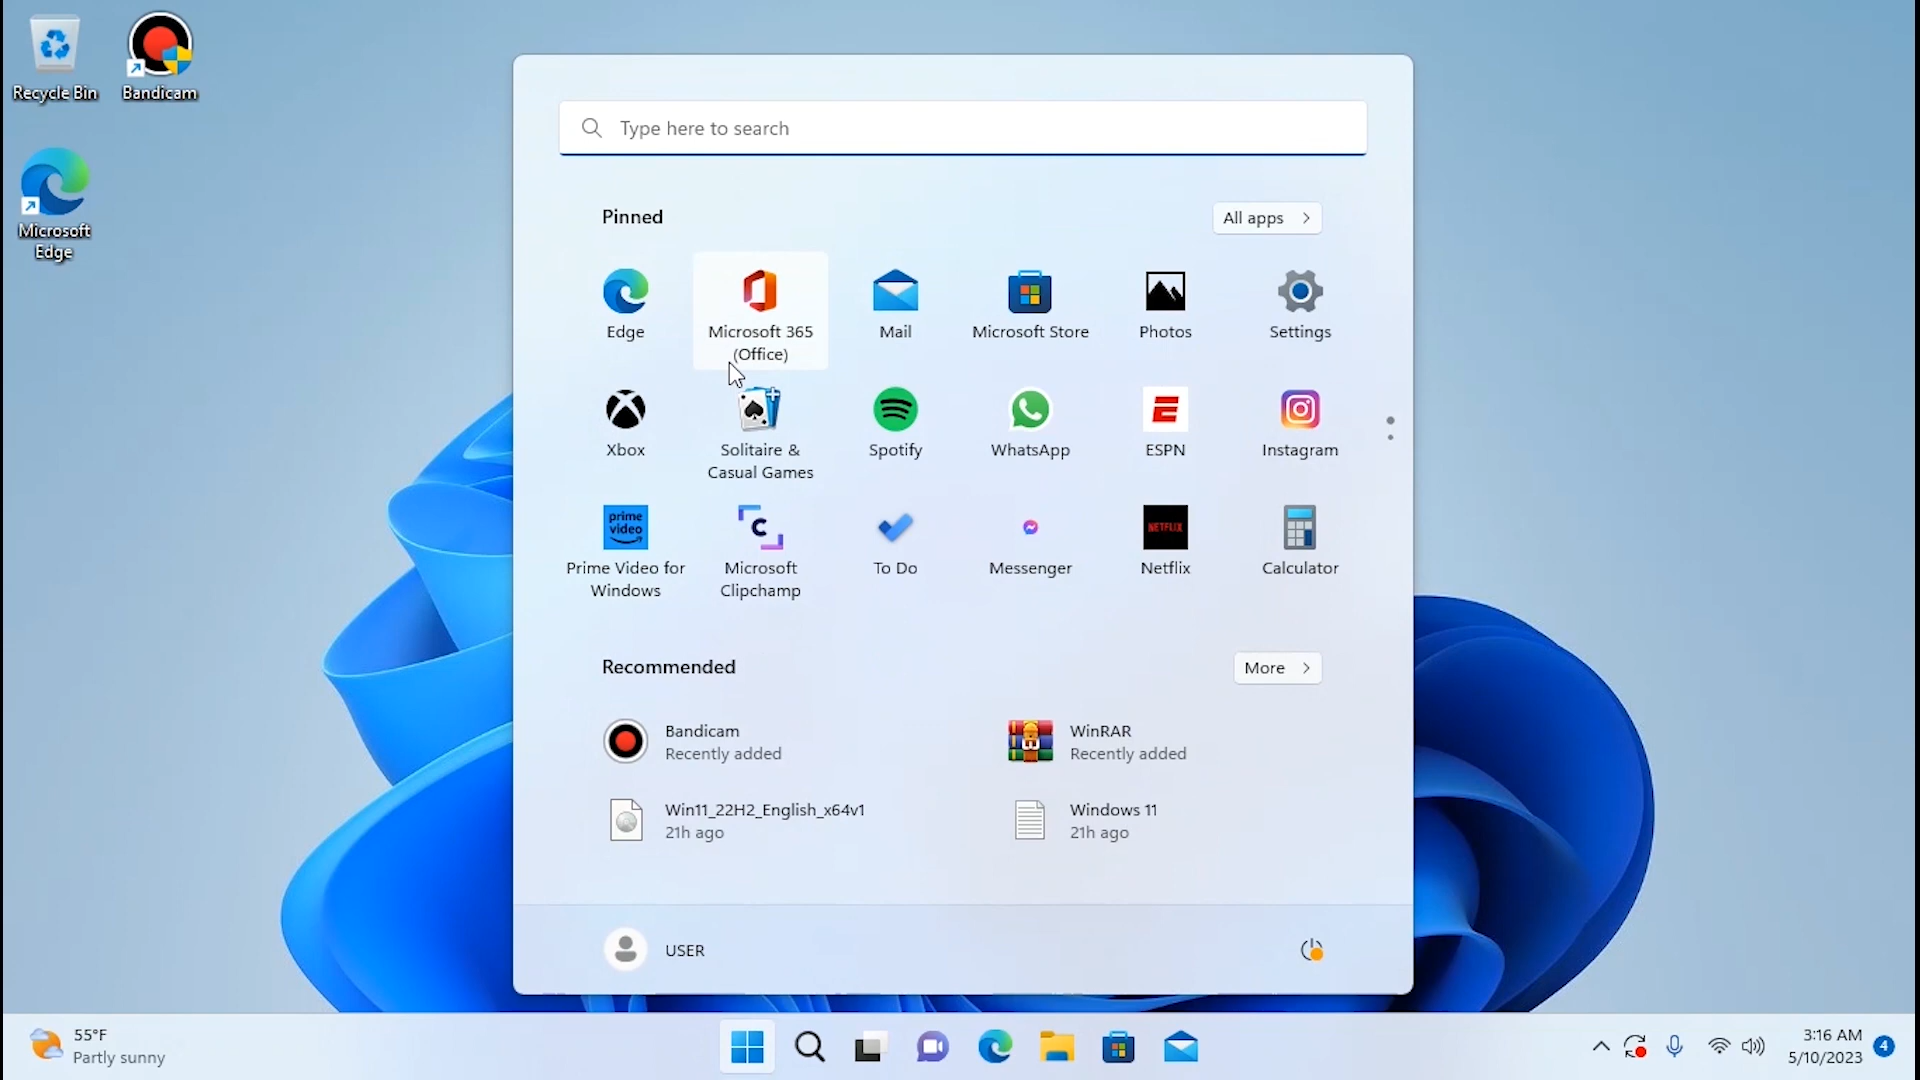 Recycle Bin
Bandicam
Microsoft
Edge
Type here to search
Pinned
All apps
Edge
Microsoft 365
(Office)
Mail
Microsoft Store
Photos
Settings
Xbox
Solitaire &
Casual Games
Spotify
WhatsApp
ESPN
Instagram
prime
video
Prime Video for
Windows
Microsoft
Clipchamp
To Do
Messenger
NETFLIX
Netflix
Calculator
Recommended
More
Bandicam
Recently added
WinRAR
Recently added
Win11_22H2_English_x64v1
21h ago
Windows 11
21h ago
USER
55°F
Partly sunny
3:16 AM
5/10/2023
4